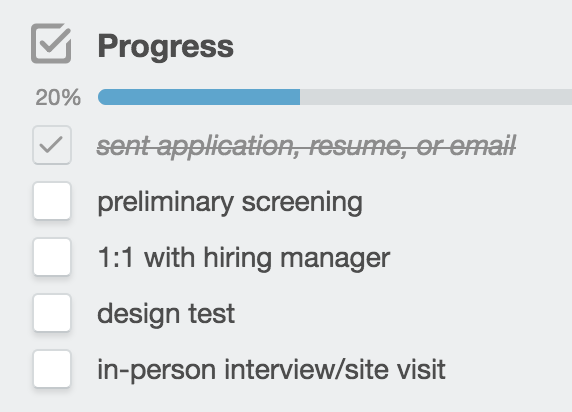 Progress
20%
sent application, resume, or email
preliminary screening
1:1 with hiring manager
design test
in-person interview/site visit